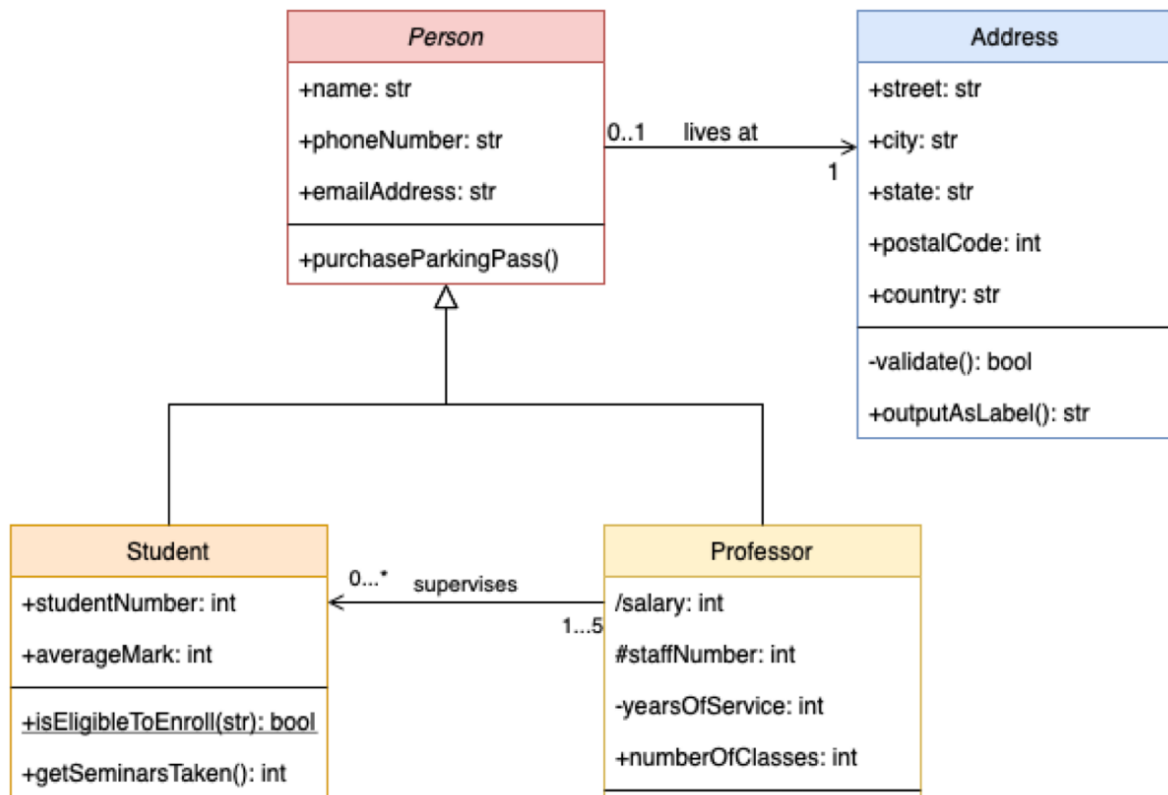 Person
+name: str
+phoneNumber: str
+emailAddress: str
+purchaseParkingPass()
0..1 lives at
1
Address
+street: str
+city: str
+state: str
+postalCode: int
+country: str
-validate(): bool
+outputAsLabel(): str
Student
+studentNumber: int
+averageMark: int
+isEligibleToEnroll(str): bool
+getSeminarsTaken(): int
0...* supervises
1...5
Professor
/salary: int
#staffNumber: int
-yearsOfService: int
+numberOfClasses: int